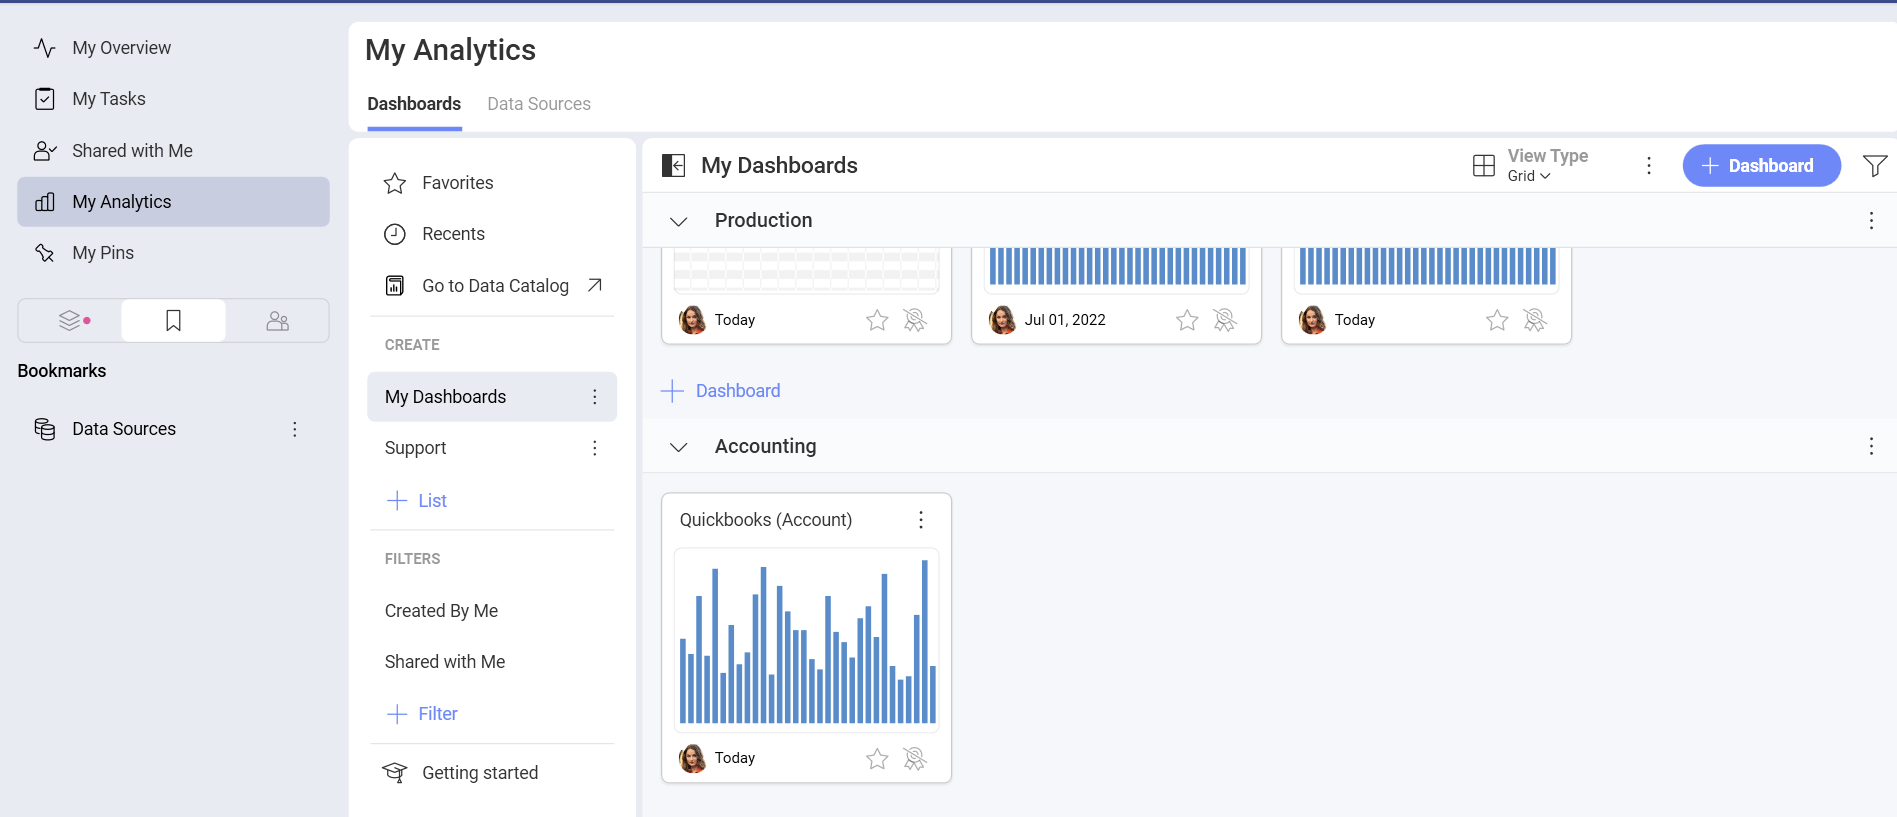 My Overview
My Tasks
Shared with Me
My Analytics
My Pins
Bookmarks
Data Sources
My Analytics
Dashboards
Data Sources
Favorites
Recents
Go to Data Catalog
CREATE
My Dashboards
Support
List
FILTERS
Created By Me
Shared with Me
Filter
Getting started
My Dashboards
View Type
Grid
Dashboard
Production
Today
Jul 01, 2022
Today
Dashboard
Accounting
Quickbooks (Account)
Today